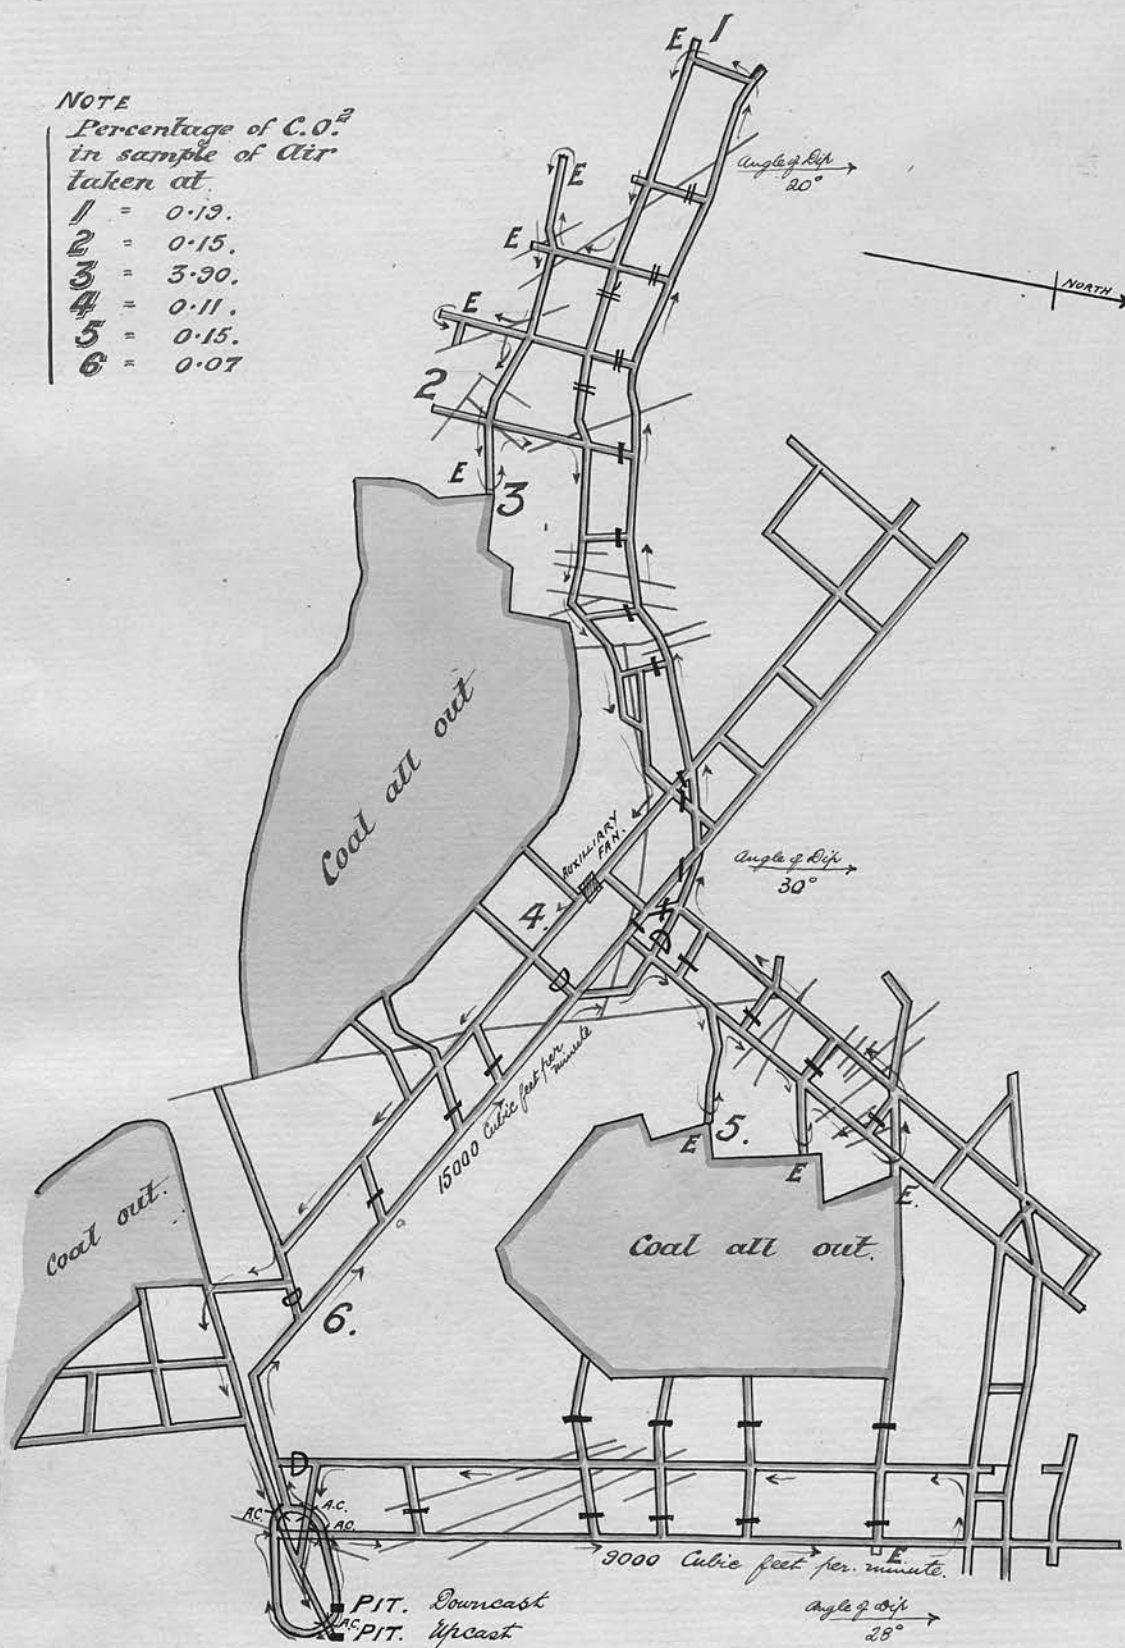 NOTE
Percentage of C.O.²
in sample of Air
taken at
1 = 0·19.
2 = 0·15.
3 = 3·90.
4 = 0·11.
5 = 0·15.
6 = 0·07
E 1
Angle of Dip
20°
NORTH
E
E
E
2
E
3
Coal all out
AUXILLIARY
FAN.
4.
4
D
D
Angle of Dip
30°
15000 Cubic feet per
minute
5.
E
E
E.
Coal out.
Coal all out.
6.
D
D
A.C.
A.C.
A.C.
E
9000 Cubic feet per. minute.
PIT. Downcast
A.C.
PIT. Upcast
Angle of dip
28°